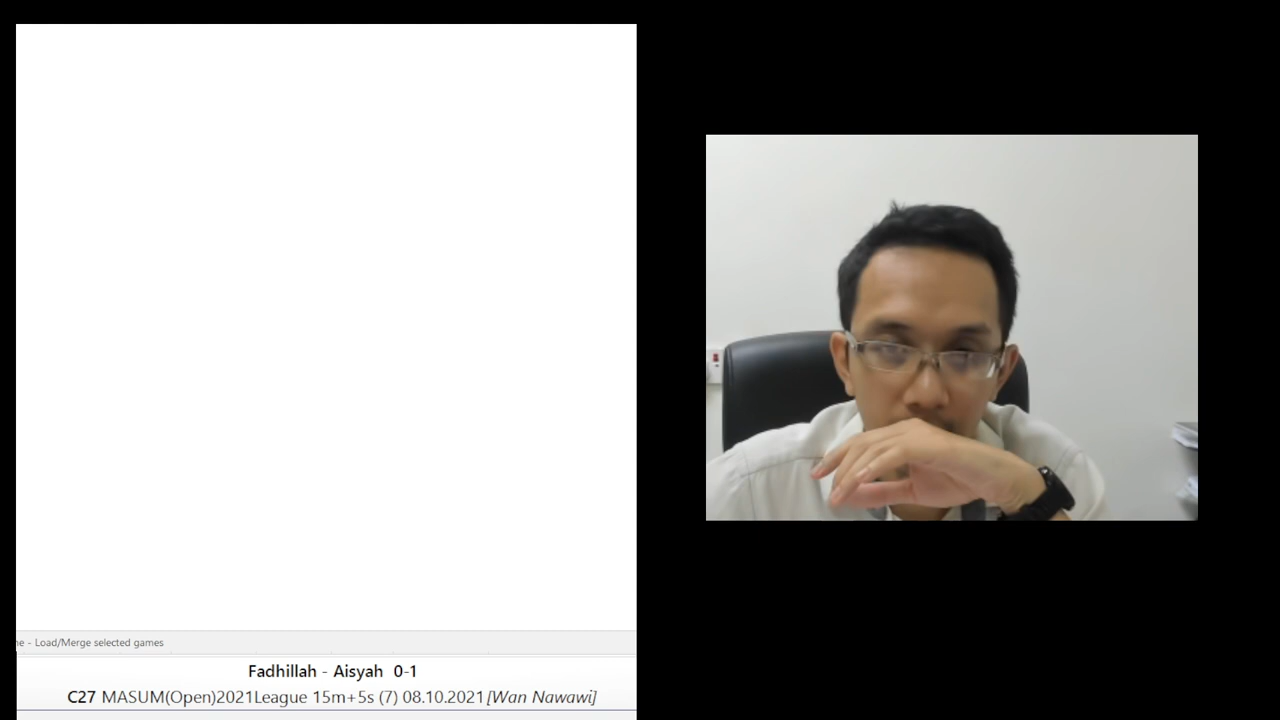 ne - Load/Merge selected games
Fadhillah - Aisyah 0-1
C27 MASUM(Open)2021League 15m+5s (7) 08.10.2021 [Wan Nawawi]